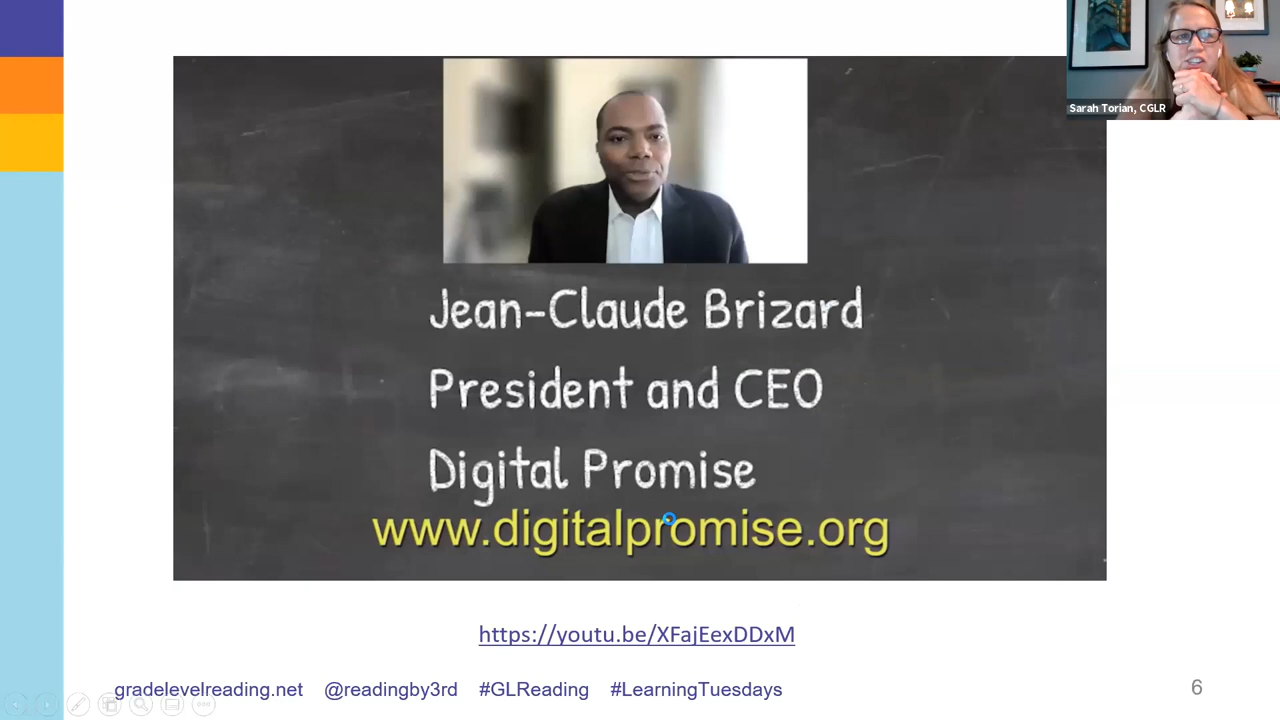 Sarah Torian, CGLR
Jean-Claude Brizard
President and CEO
Digital Promise
www.digitalpromise.org
https://youtu.be/XFajEexDDxM
gradelevelreading.net @readingby3rd #GLReading #LearningTuesdays 6